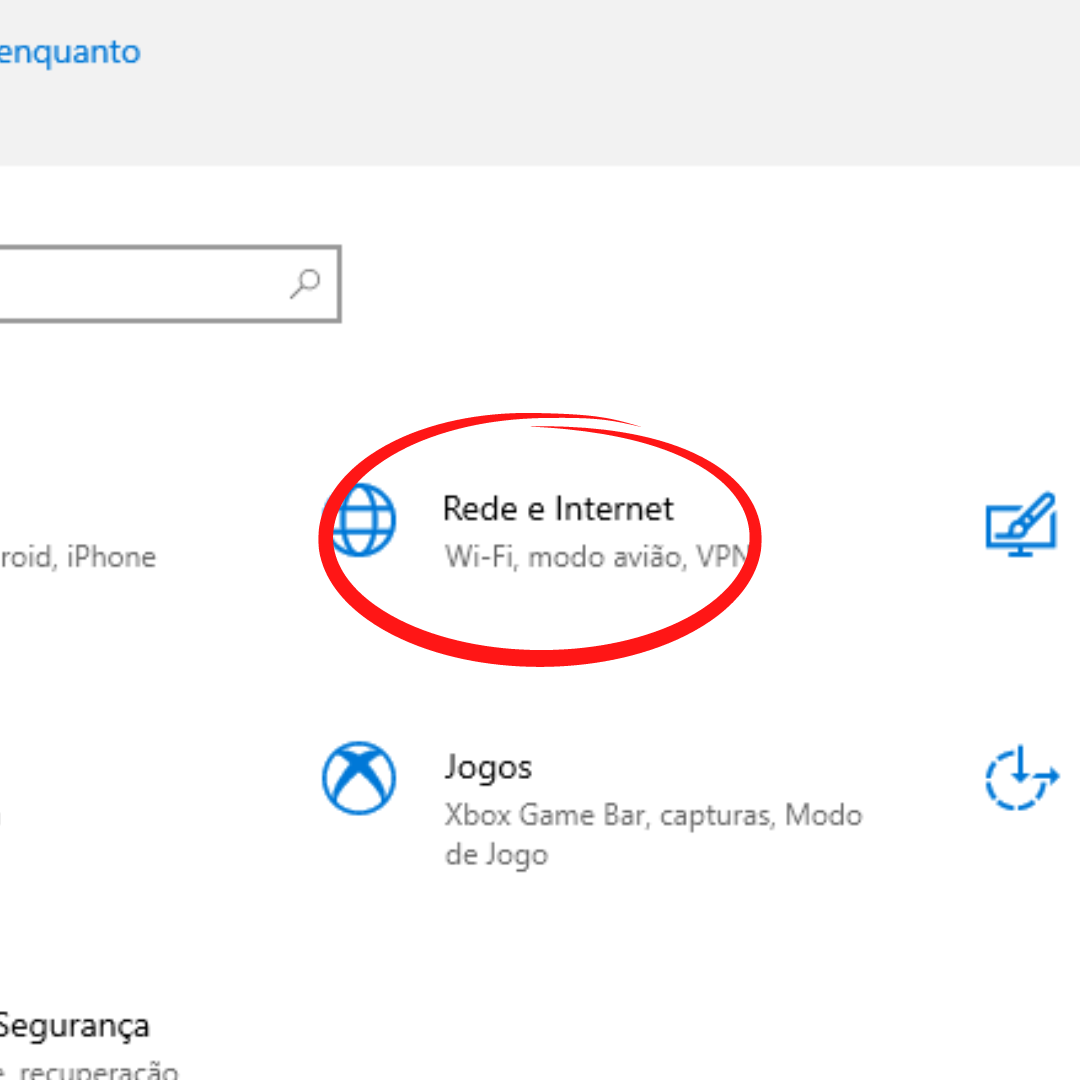 enquanto
Rede e Internet
Wi-Fi, modo avião, VPN
roid, iPhone
Jogos
Xbox Game Bar, capturas, Modo
de Jogo
Segurança
recuperação